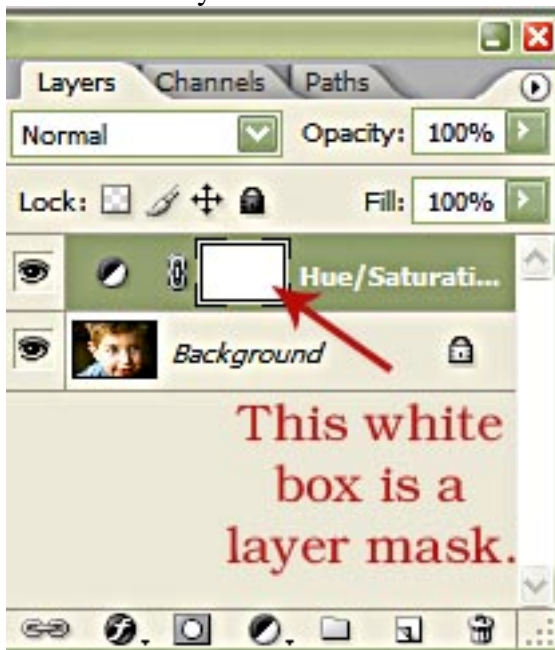 Layers Channels Paths
Normal Opacity: 100%
Lock: Fill: 100%
Hue/Saturati...
Background
This white
box is a
layer mask.